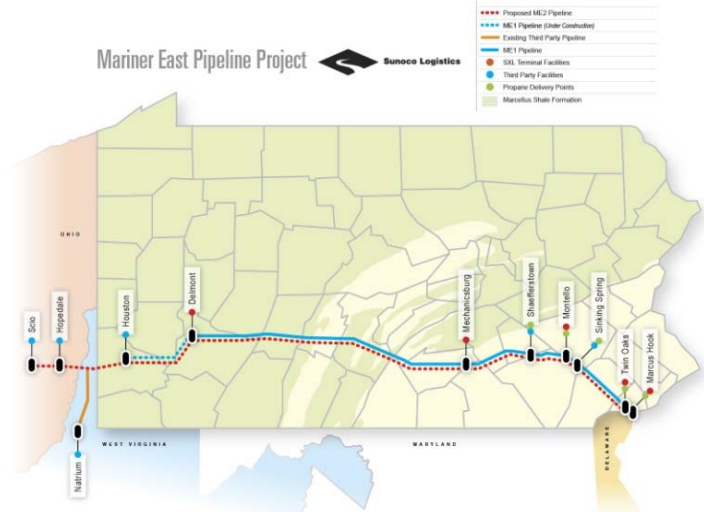 Proposed ME2 Pipeline
ME1 Pipeline (Under Construction)
Existing Third Party Pipeline
ME1 Pipeline
SXL Terminal Facilities
Third Party Facilities
Propane Delivery Points
Marcellus Shale Formation
Mariner East Pipeline Project
Sunoco Logistics
OHIO
Scio
Hopedale
Houston
Delmont
Mechanicsburg
Shaefferstown
Montello
Sinking Spring
Twin Oaks
Marcus Hook
Natrium
WEST VIRGINIA
MARYLAND
DELAWARE